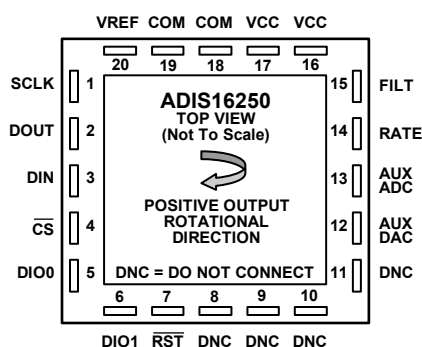 VREF COM COM VCC VCC
20 19 18 17 16
SCLK 1
DOUT 2
DIN 3
CS 4
DIO0 5
ADIS16250
TOP VIEW
(Not To Scale)
POSITIVE OUTPUT
ROTATIONAL
DIRECTION
DNC = DO NOT CONNECT
15 FILT
14 RATE
13 AUX
ADC
12 AUX
DAC
11 DNC
6 7 8 9 10
DIO1 RST DNC DNC DNC